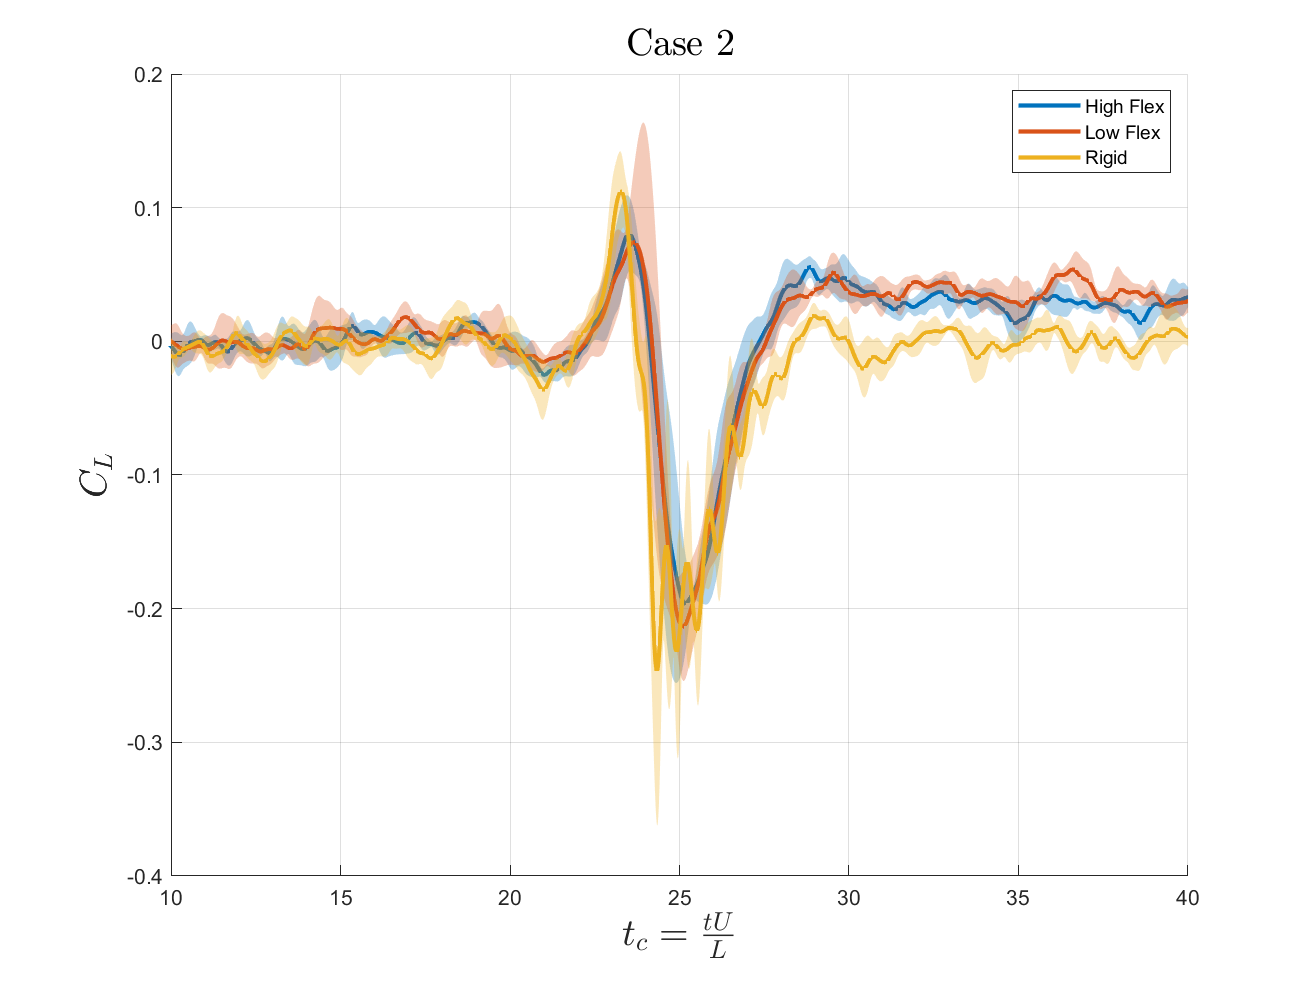 Case 2
High Flex
Low Flex
Rigid
0.2
0.1
0
-0.1
-0.2
-0.3
-0.4
C_L
10 15 20 25 30 35 40
t_c = \frac{tU}{L}